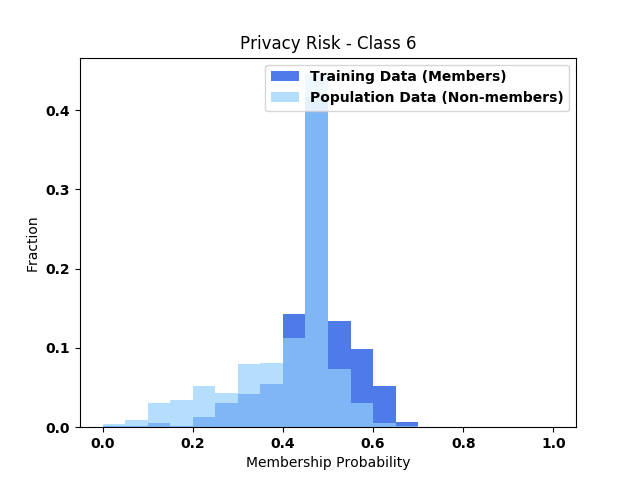 Privacy Risk - Class 6
Training Data (Members)
Population Data (Non-members)
Fraction
0.4
0.3
0.2
0.1
0.0
0.0 0.2 0.4 0.6 0.8 1.0
Membership Probability